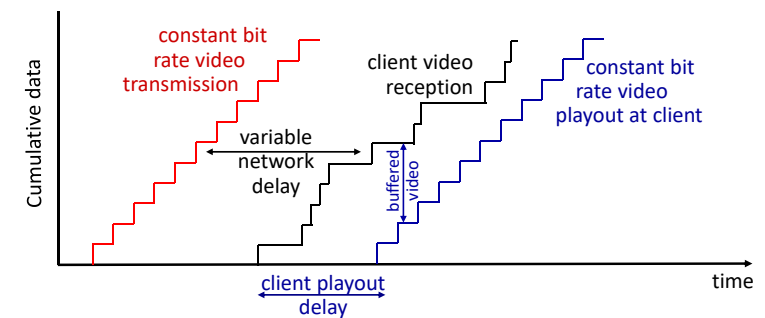 constant bit
rate video
transmission
client video
reception
constant bit
rate video
playout at client
variable
network
delay
buffered
video
Cumulative data
time
client playout
delay